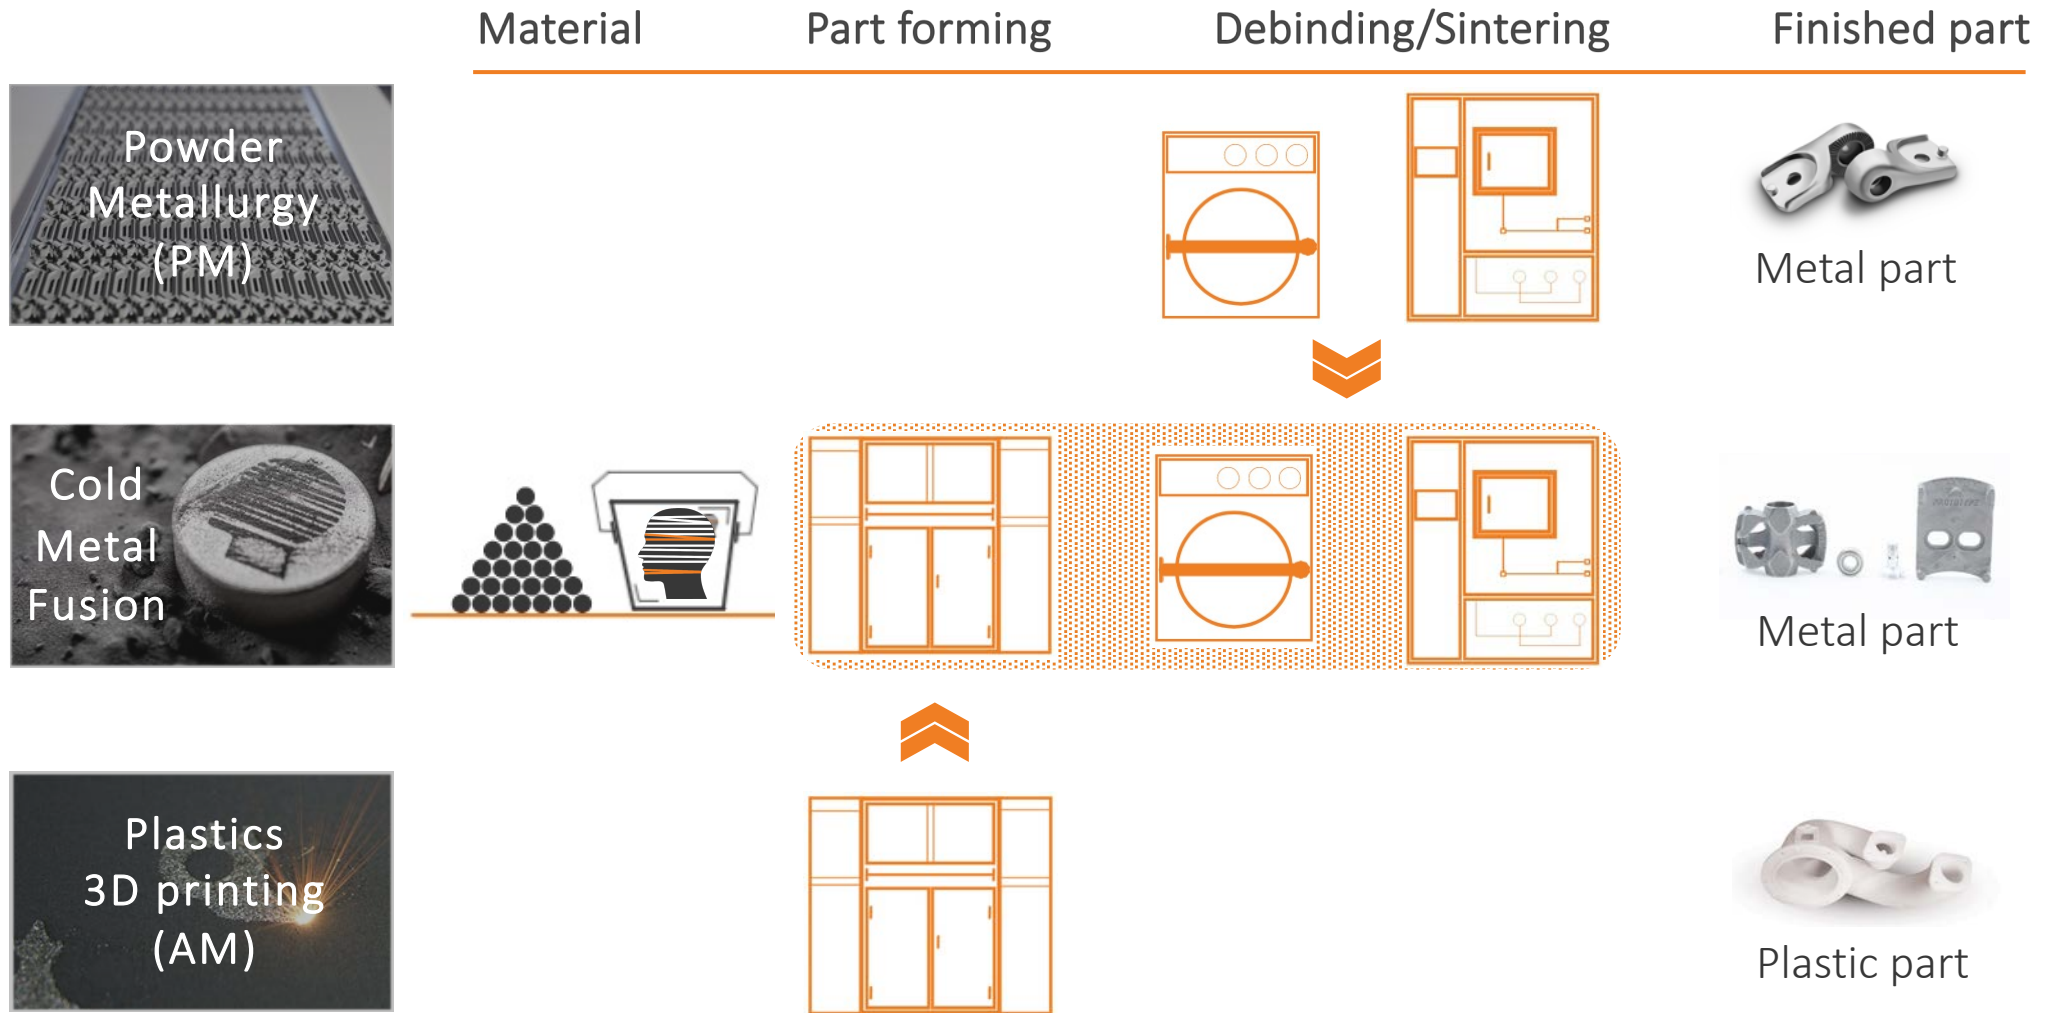 Material
Part forming
Debinding/Sintering
Finished part
Powder
Metallurgy
(PM)
Metal part
Cold
Metal
Fusion
PROTOTYPE
Metal part
Plastics
3D printing
(AM)
Plastic part